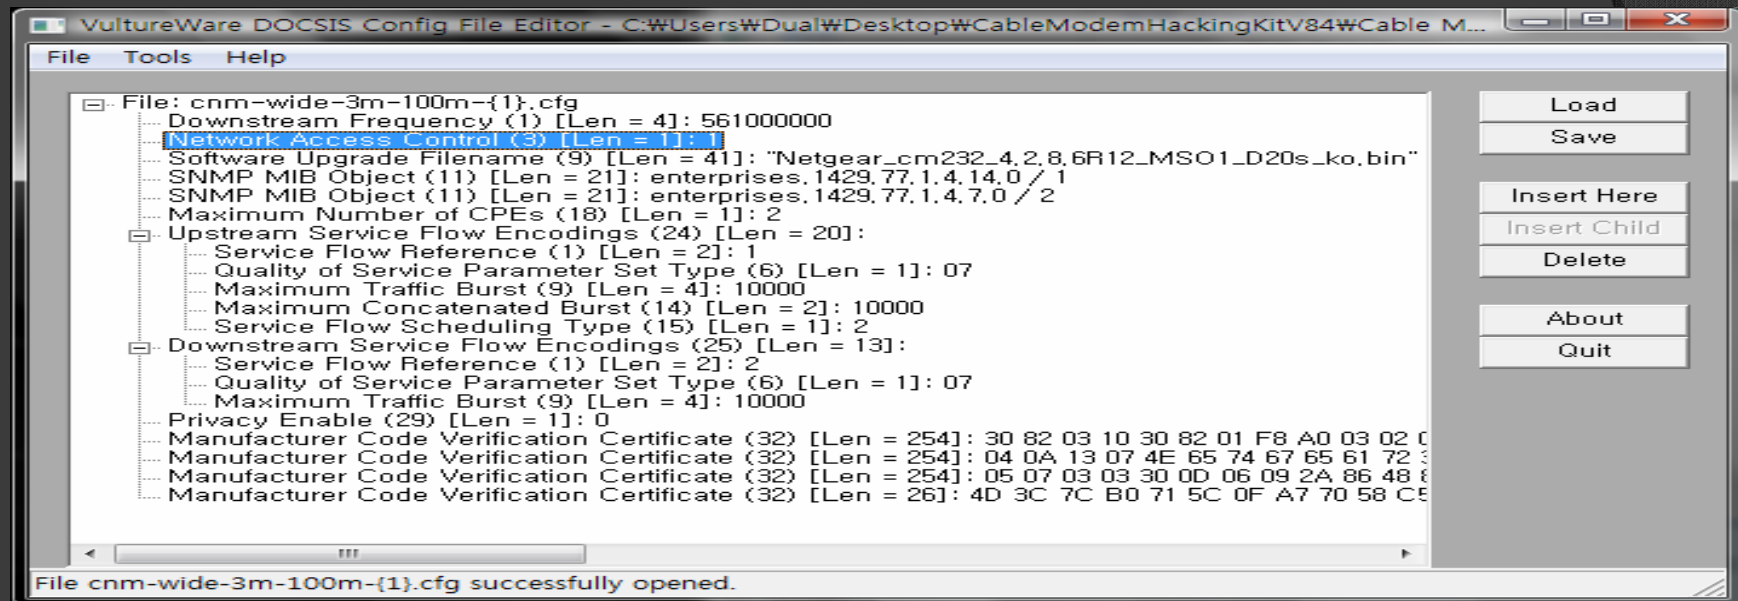 VultureWare DOCSIS Config File Editor - C:₩Users₩Dual₩Desktop₩CableModemHackingKitV84₩Cable M...
File Tools Help
File: cnm-wide-3m-100m-{1}.cfg
Downstream Frequency (1) [Len = 4]: 561000000
Network Access Control (3) [Len = 1]: 1
Software Upgrade Filename (9) [Len = 41]: "Netgear_cm232_4.2.8.6R12_MSO1_D20s_ko.bin"
SNMP MIB Object (11) [Len = 21]: enterprises.1429.77.1.4.14.0 / 1
SNMP MIB Object (11) [Len = 21]: enterprises.1429.77.1.4.7.0 / 2
Maximum Number of CPEs (18) [Len = 1]: 2
Upstream Service Flow Encodings (24) [Len = 20]:
Service Flow Reference (1) [Len = 2]: 1
Quality of Service Parameter Set Type (6) [Len = 1]: 07
Maximum Traffic Burst (9) [Len = 4]: 10000
Maximum Concatenated Burst (14) [Len = 2]: 10000
Service Flow Scheduling Type (15) [Len = 1]: 2
Downstream Service Flow Encodings (25) [Len = 13]:
Service Flow Reference (1) [Len = 2]: 2
Quality of Service Parameter Set Type (6) [Len = 1]: 07
Maximum Traffic Burst (9) [Len = 4]: 10000
Privacy Enable (29) [Len = 1]: 0
Manufacturer Code Verification Certificate (32) [Len = 254]: 30 82 03 10 30 82 01 F8 A0 03 02
Manufacturer Code Verification Certificate (32) [Len = 254]: 04 0A 13 07 4E 65 74 67 65 61 72
Manufacturer Code Verification Certificate (32) [Len = 254]: 05 07 03 03 30 0D 06 09 2A 86 48
Manufacturer Code Verification Certificate (32) [Len = 26]: 4D 3C 7C B0 71 5C 0F A7 70 58 C5
Load
Save
Insert Here
Insert Child
Delete
About
Quit
File cnm-wide-3m-100m-{1}.cfg successfully opened.